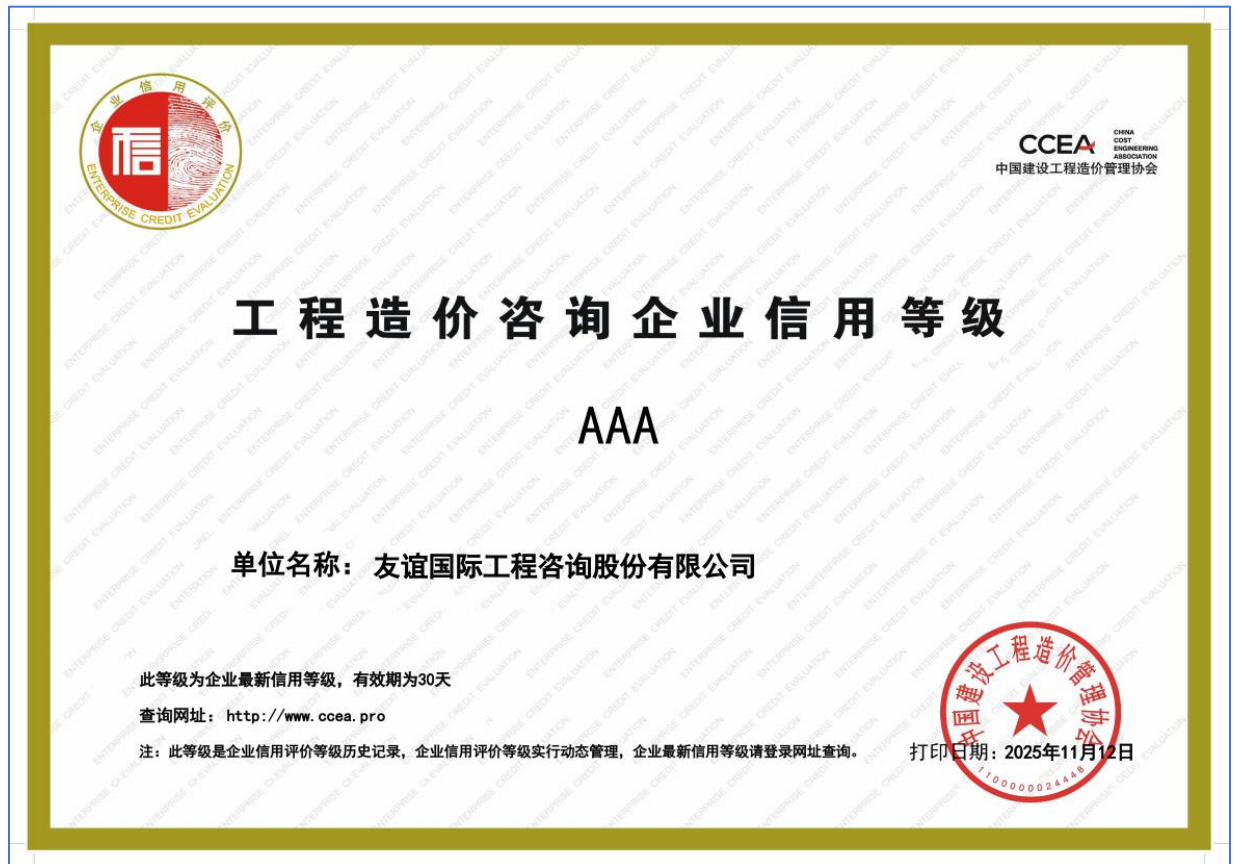 企业信用评价
信
ENTERPRISE CREDIT EVALUATION
CCEA CHINA COST ENGINEERING ASSOCIATION
中国建设工程造价管理协会
工程造价咨询企业信用等级
AAA
单位名称：友谊国际工程咨询股份有限公司
此等级为企业最新信用等级，有效期为30天
查询网址：http://www.ccea.pro
注：此等级是企业信用评价等级历史记录，企业信用评价等级实行动态管理，企业最新信用等级请登录网址查询。
打印日期：2025年11月12日
中国建设工程造价管理协会
1100000024448